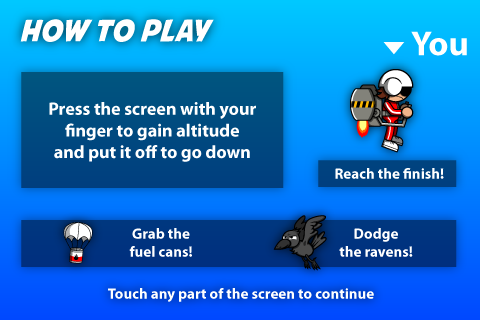 HOW TO PLAY
You
Press the screen with your
finger to gain altitude
and put it off to go down
Reach the finish!
Grab the
fuel cans!
Dodge
the ravens!
Touch any part of the screen to continue